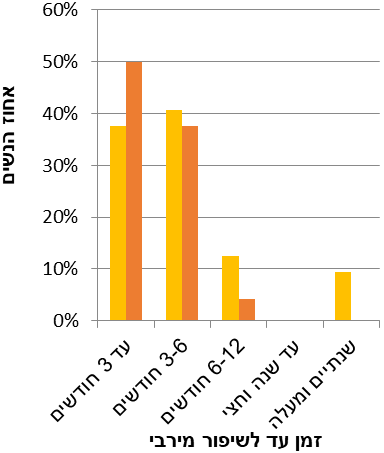 60%
50%
40%
30%
20%
10%
0%
אחוז הנשים
עד 3 חודשים
3-6 חודשים
6-12 חודשים
עד שנה וחצי
שנתיים ומעלה
זמן עד לשיפור מירבי